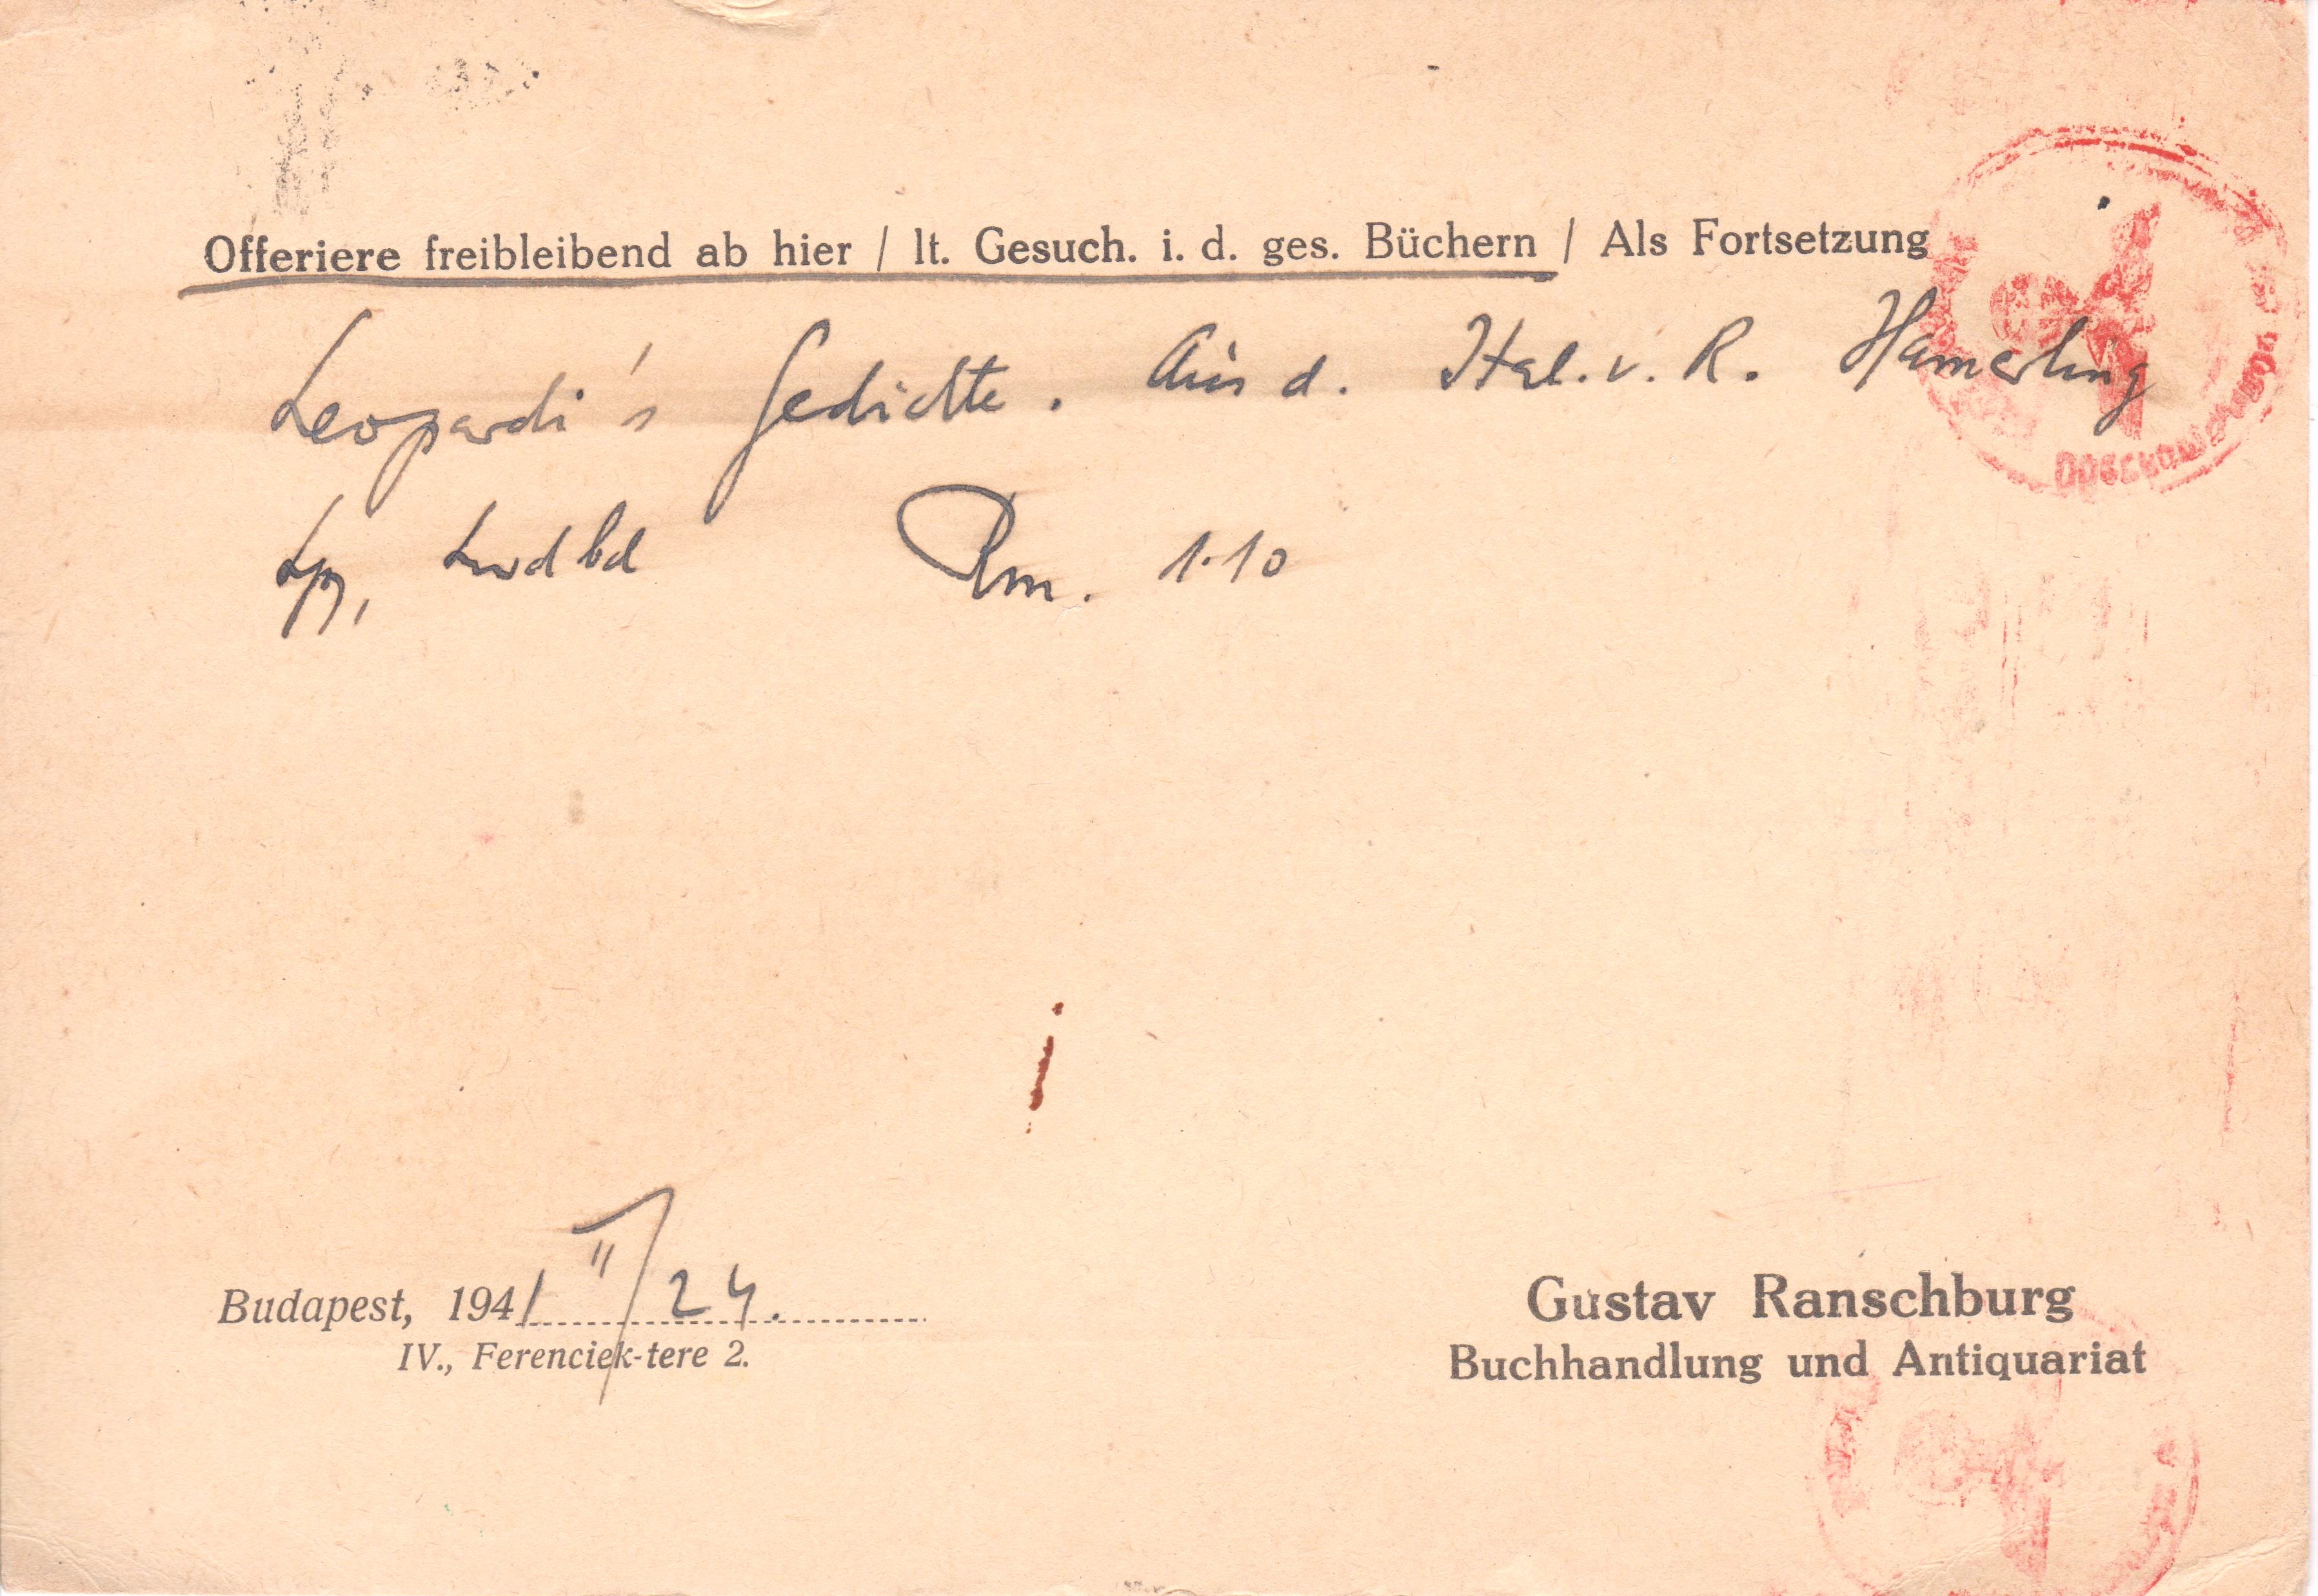 Offeriere freibleibend ab hier / lt. Gesuch. i. d. ges. Büchern / Als Fortsetzung
Leopardi's Gedichte. Aus d. Ital. v. R. Hamerling
Lpz, Lwdbd Rm. 1.10
Budapest, 1941 II/24.
IV., Ferenciek-tere 2.
Gustav Ranschburg
Buchhandlung und Antiquariat